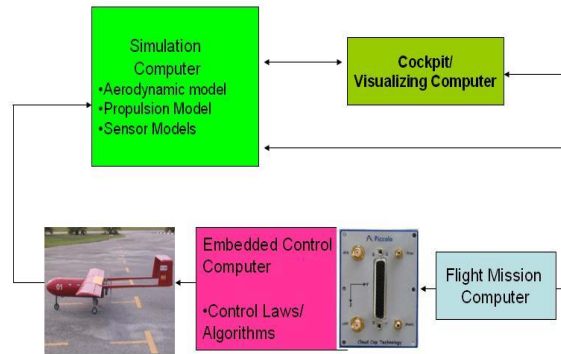 Simulation
Computer
•Aerodynamic model
•Propulsion Model
•Sensor Models
Cockpit/
Visualizing Computer
01
Embedded Control
Computer
•Control Laws/
Algorithms
Piccolo
Cloud Cap Technology
Flight Mission
Computer